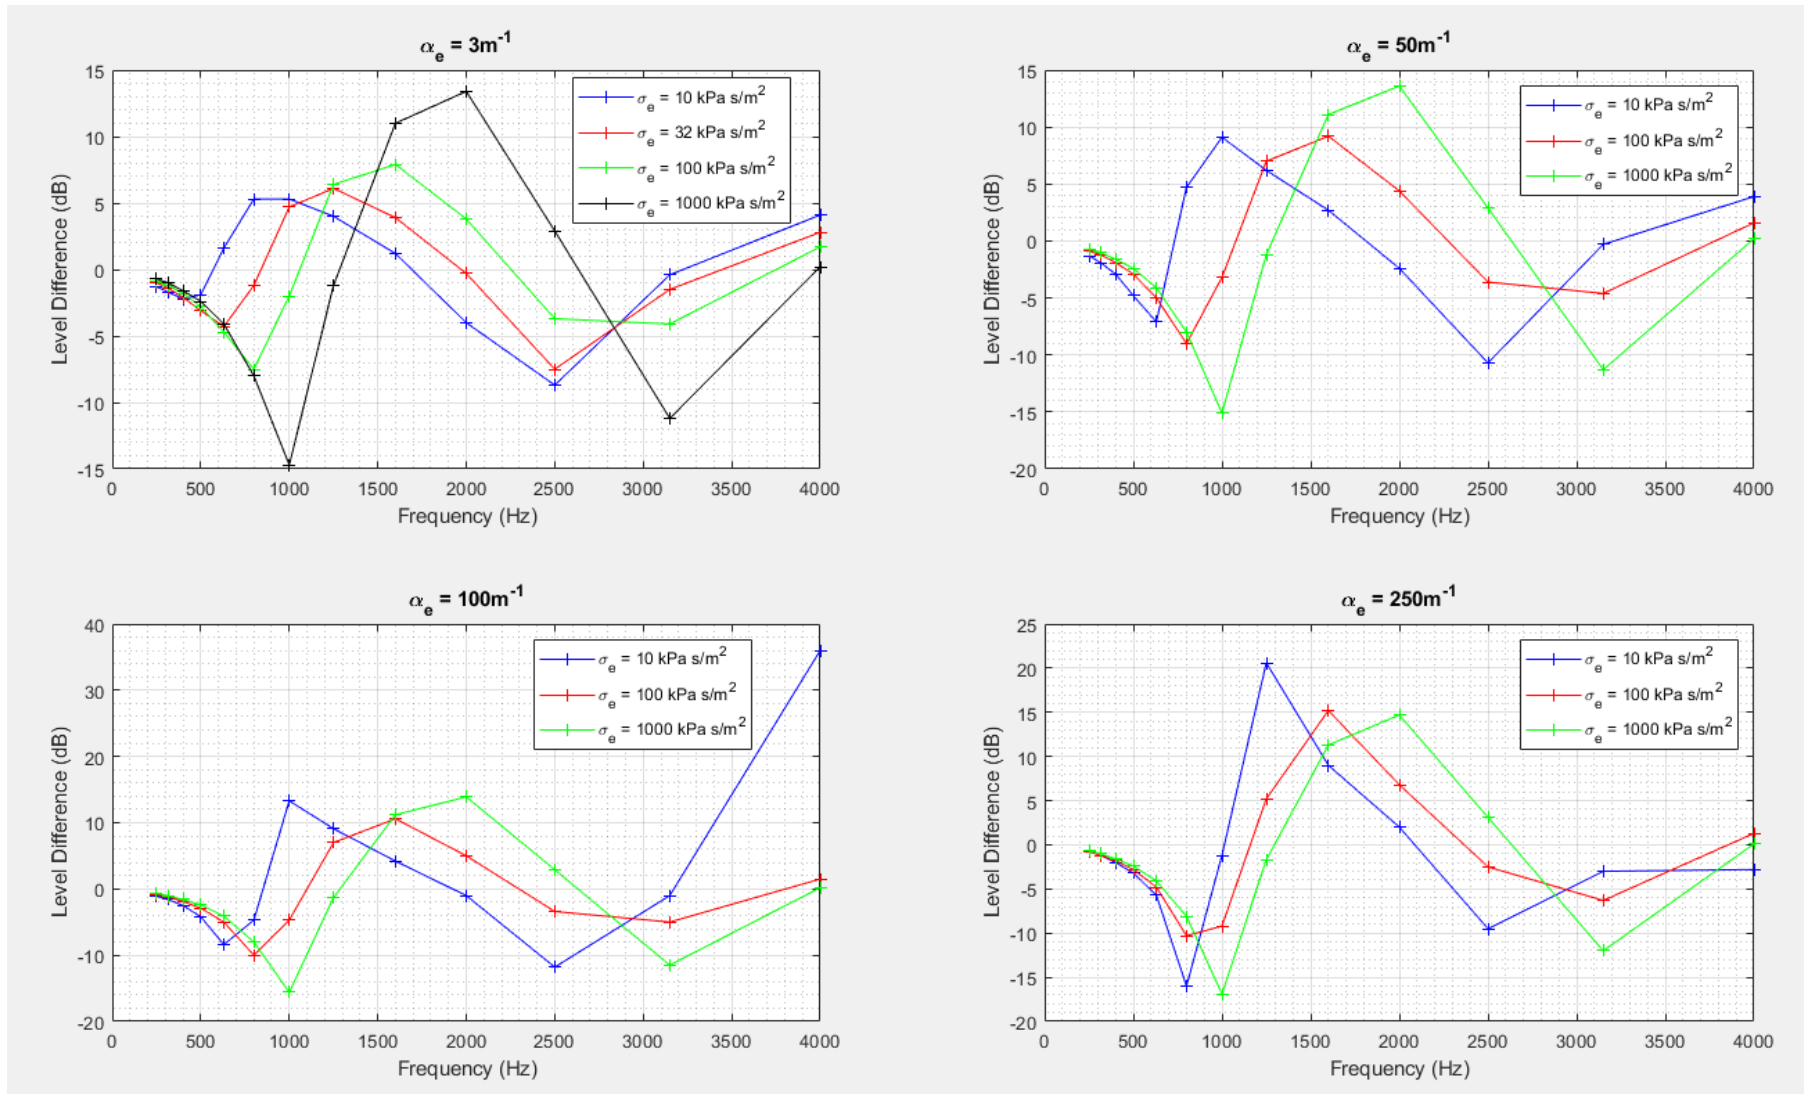 αe = 3m-1
15
10
5
0
-5
-10
-15
Level Difference (dB)
σe = 10 kPa s/m2
σe = 32 kPa s/m2
σe = 100 kPa s/m2
σe = 1000 kPa s/m2
0 500 1000 1500 2000 2500 3000 3500 4000
Frequency (Hz)
αe = 50m-1
15
10
5
0
-5
-10
-15
-20
Level Difference (dB)
σe = 10 kPa s/m2
σe = 100 kPa s/m2
σe = 1000 kPa s/m2
0 500 1000 1500 2000 2500 3000 3500 4000
Frequency (Hz)
αe = 100m-1
40
30
20
10
0
-10
-20
Level Difference (dB)
σe = 10 kPa s/m2
σe = 100 kPa s/m2
σe = 1000 kPa s/m2
0 500 1000 1500 2000 2500 3000 3500 4000
Frequency (Hz)
αe = 250m-1
25
20
15
10
5
0
-5
-10
-15
-20
Level Difference (dB)
σe = 10 kPa s/m2
σe = 100 kPa s/m2
σe = 1000 kPa s/m2
0 500 1000 1500 2000 2500 3000 3500 4000
Frequency (Hz)